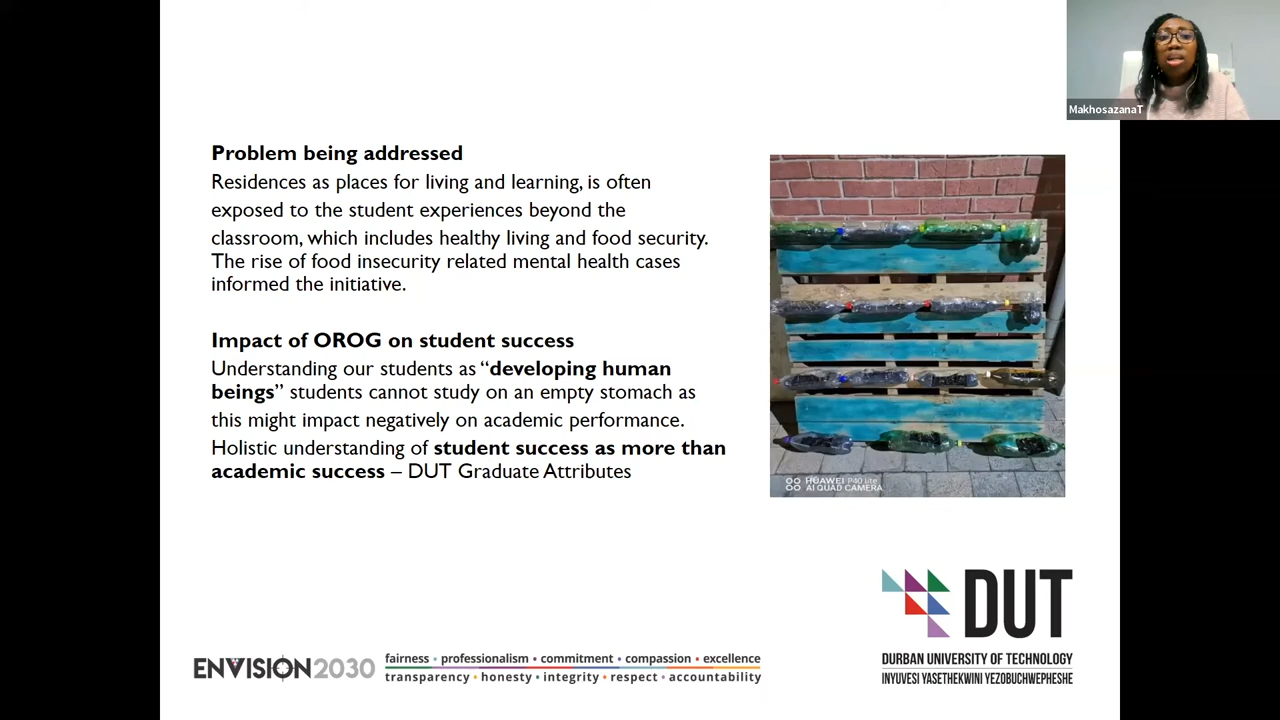 MakhosazanaT
Problem being addressed
Residences as places for living and learning, is often
exposed to the student experiences beyond the
classroom, which includes healthy living and food security.
The rise of food insecurity related mental health cases
informed the initiative.
Impact of OROG on student success
Understanding our students as “developing human
beings” students cannot study on an empty stomach as
this might impact negatively on academic performance.
Holistic understanding of student success as more than
academic success – DUT Graduate Attributes
HUAWEI P40 lite
AI QUAD CAMERA
DUT
DURBAN UNIVERSITY OF TECHNOLOGY
INYUVESI YASETHEKWINI YEZOBUCHWEPHESHE
ENVISION2030
fairness • professionalism • commitment • compassion • excellence
transparency • honesty • integrity • respect • accountability